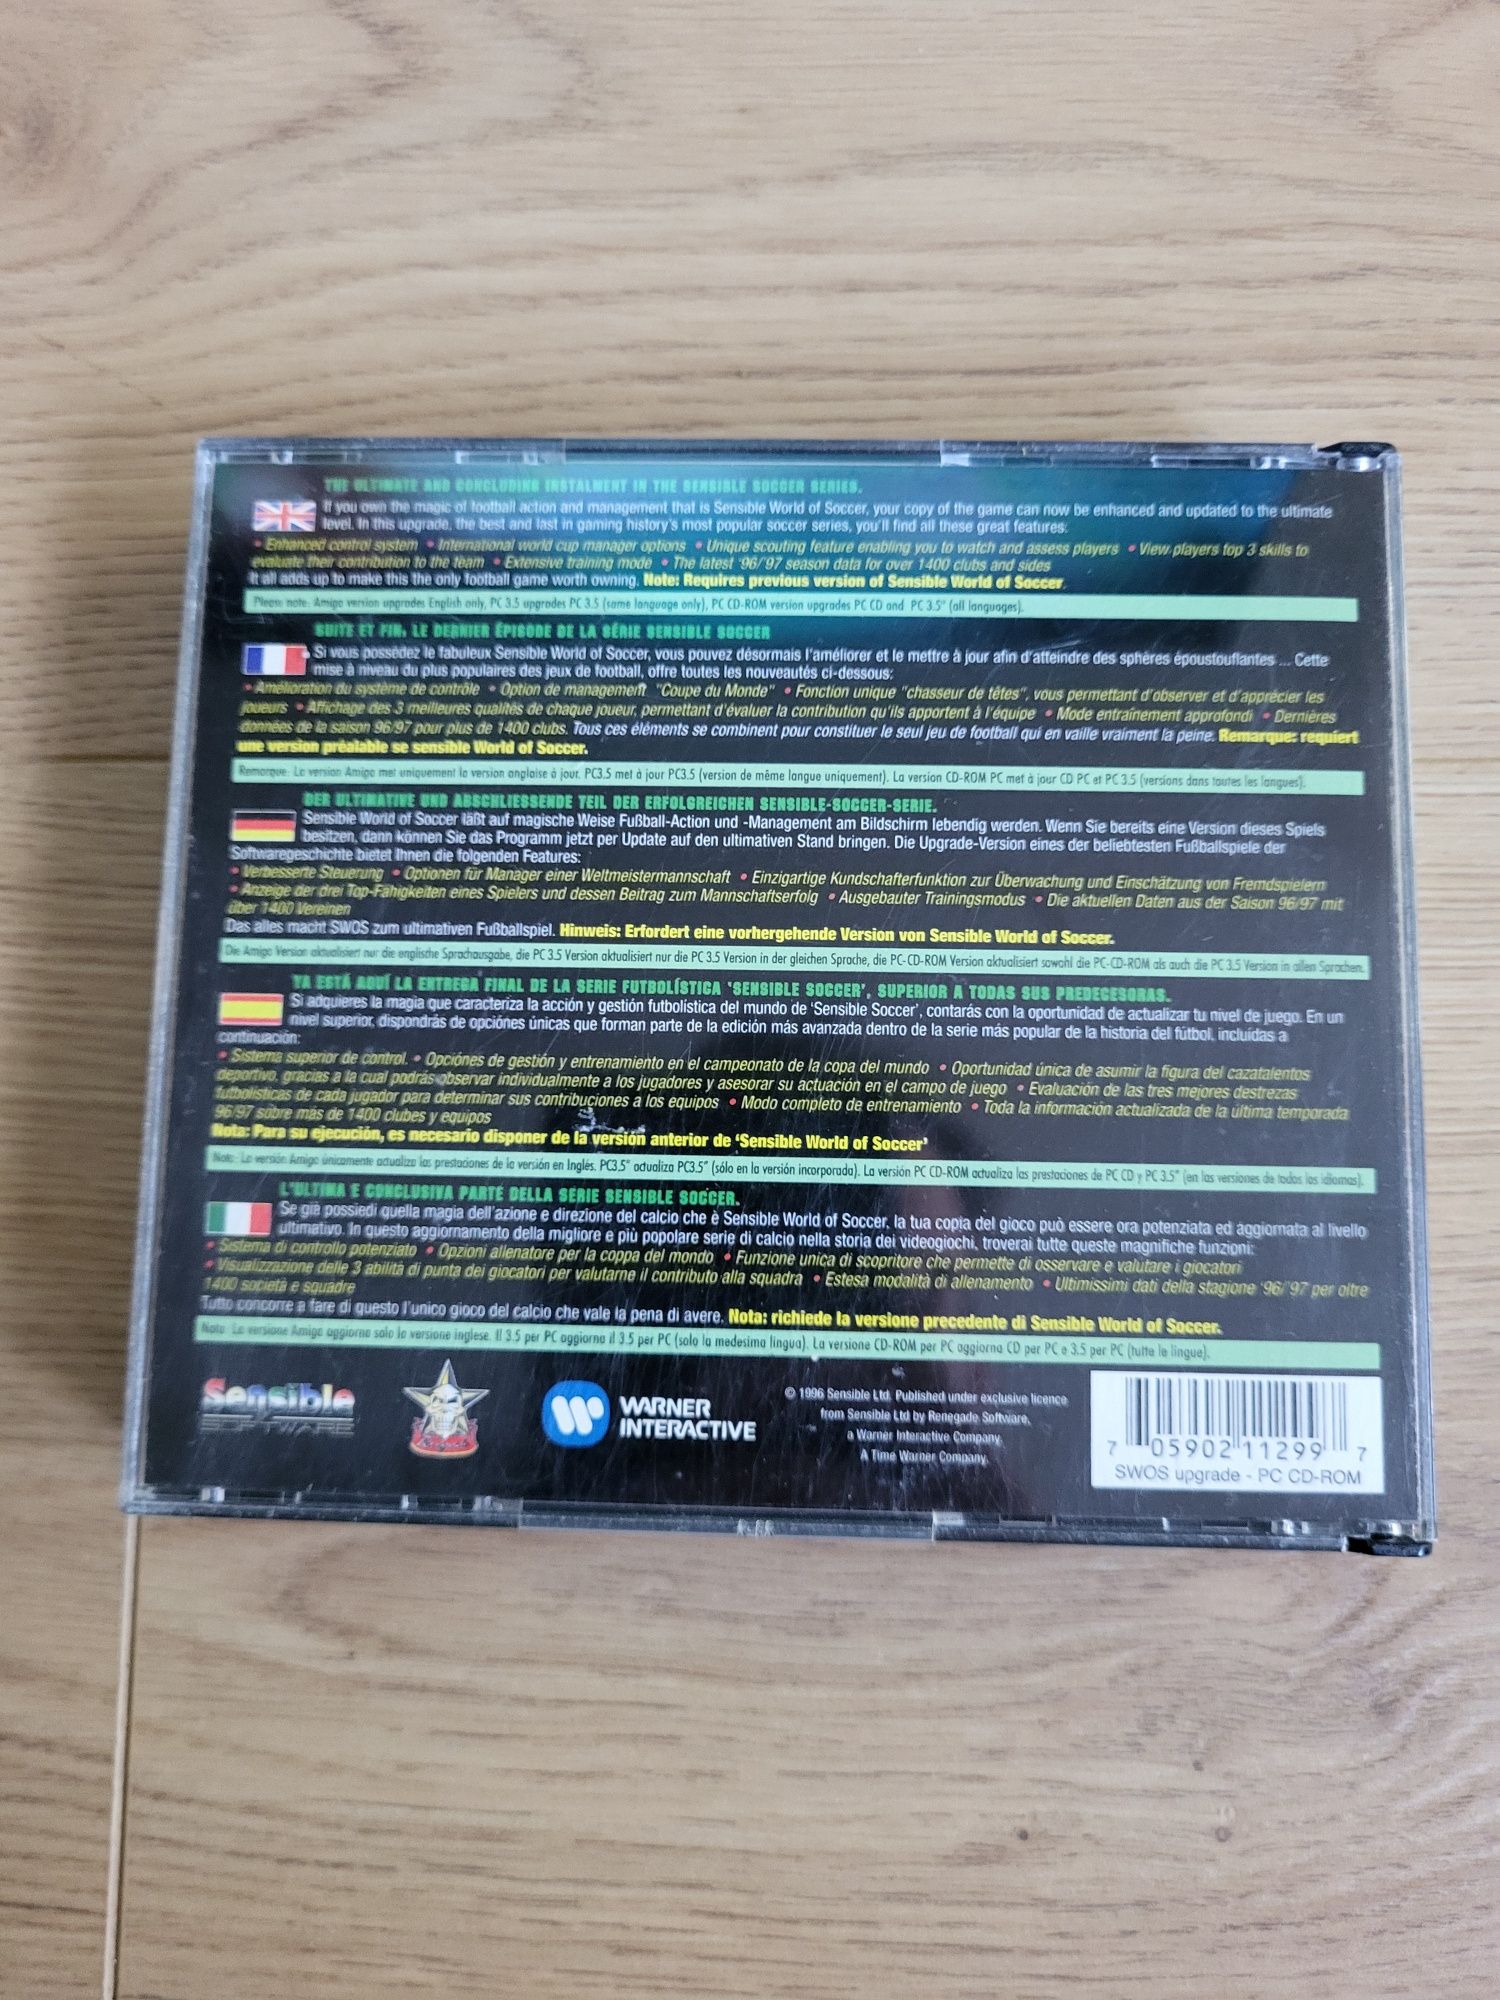 THE ULTIMATE AND CONCLUDING INSTALMENT IN THE SENSIBLE SOCCER SERIES.
If you own the magic of football action and management that is Sensible World of Soccer, your copy of the game can now be enhanced and updated to the ultimate
level. In this upgrade, the best and last in gaming history's most popular soccer series, you'll find all these great features:
• Enhanced control system • International world cup manager options • Unique scouting feature enabling you to watch and assess players • View players top 3 skills to
evaluate their contribution to the team • Extensive training mode • The latest '96/'97 season data for over 1400 clubs and sides
It all adds up to make this the only football game worth owning. Note: Requires previous version of Sensible World of Soccer.
Please note: Amiga version upgrades English only, PC 3.5 upgrades PC 3.5 (same language only), PC CD-ROM version upgrades PC CD and PC 3.5" (all languages).
SUITE ET FIN, LE DERNIER ÉPISODE DE LA SÉRIE SENSIBLE SOCCER
Si vous possédez le fabuleux Sensible World of Soccer, vous pouvez désormais l'améliorer et le mettre à jour afin d'atteindre des sphères époustouflantes ... Cette
mise à niveau du plus populaires des jeux de football, offre toutes les nouveautés ci-dessous:
• Amélioration du système de contrôle • Option de management "Coupe du Monde" • Fonction unique "chasseur de têtes", vous permettant d'observer et d'apprécier les
joueurs • Affichage des 3 meilleures qualités de chaque joueur, permettant d'évaluer la contribution qu'ils apportent à l'équipe • Mode entraînement approfondi • Dernières
données de la saison 96/97 pour plus de 1400 clubs. Tous ces éléments se combinent pour constituer le seul jeu de football qui en vaille vraiment la peine. Remarque: requiert
une version préalable se sensible World of Soccer.
Remarque: La version Amiga met uniquement la version anglaise à jour. PC3.5 met à jour PC3.5 (version de même langue uniquement). La version CD-ROM PC met à jour CD PC et PC 3.5 (versions dans toutes les langues).
DER ULTIMATIVE UND ABSCHLIESSENDE TEIL DER ERFOLGREICHEN SENSIBLE-SOCCER-SERIE.
Sensible World of Soccer läßt auf magische Weise Fußball-Action und -Management am Bildschirm lebendig werden. Wenn Sie bereits eine Version dieses Spiels
besitzen, dann können Sie das Programm jetzt per Update auf den ultimativen Stand bringen. Die Upgrade-Version eines der beliebtesten Fußballspiele der
Softwaregeschichte bietet Ihnen die folgenden Features:
• Verbesserte Steuerung • Optionen für Manager einer Weltmeistermannschaft • Einzigartige Kundschafterfunktion zur Überwachung und Einschätzung von Fremdspielern
• Anzeige der drei Top-Fähigkeiten eines Spielers und dessen Beitrag zum Mannschaftserfolg • Ausgebauter Trainingsmodus • Die aktuellen Daten aus der Saison 96/97 mit
über 1400 Vereinen
Das alles macht SWOS zum ultimativen Fußballspiel. Hinweis: Erfordert eine vorhergehende Version von Sensible World of Soccer.
Die Amiga Version aktualisiert nur die englische Sprachausgabe, die PC 3.5 Version aktualisiert nur die PC 3.5 Version in der gleichen Sprache, die PC-CD-ROM Version aktualisiert sowohl die PC-CD-ROM als auch die PC 3.5 Version in allen Sprachen.
YA ESTÁ AQUÍ LA ENTREGA FINAL DE LA SERIE FUTBOLÍSTICA 'SENSIBLE SOCCER', SUPERIOR A TODAS SUS PREDECESORAS.
Si adquieres la magia que caracteriza la acción y gestión futbolística del mundo de 'Sensible Soccer', contarás con la oportunidad de actualizar tu nivel de juego. En un
nivel superior, dispondrás de opciónes únicas que forman parte de la edición más avanzada dentro de la serie más popular de la historia del fútbol, incluidas a
continuación:
• Sistema superior de control. • Opciónes de gestión y entrenamiento en el campeonato de la copa del mundo • Oportunidad única de asumir la figura del cazatalentos
deportivo, gracias a la cual podrás observar individualmente a los jugadores y asesorar su actuación en el campo de juego • Evaluación de las tres mejores destrezas
futbolísticas de cada jugador para determinar sus contribuciones a los equipos • Modo completo de entrenamiento • Toda la información actualizada de la última temporada
96/97 sobre más de 1400 clubes y equipos
Nota: Para su ejecución, es necesario disponer de la versión anterior de 'Sensible World of Soccer'
Nota: La versión Amiga únicamente actualiza las prestaciones de la versión en Inglés. PC3.5" actualiza PC3.5" (sólo en la versión incorporada). La versión PC CD-ROM actualiza las prestaciones de PC CD y PC 3.5" (en las versiones de todos los idiomas).
L'ULTIMA E CONCLUSIVA PARTE DELLA SERIE SENSIBLE SOCCER.
Se già possiedi quella magia dell'azione e direzione del calcio che è Sensible World of Soccer, la tua copia del gioco può essere ora potenziata ed aggiornata al livello
ultimativo. In questo aggiornamento della migliore e più popolare serie di calcio nella storia dei videogiochi, troverai tutte queste magnifiche funzioni:
• Sistema di controllo potenziato • Opzioni allenatore per la coppa del mondo • Funzione unica di scopritore che permette di osservare e valutare i giocatori
• Visualizzazione delle 3 abilità di punta dei giocatori per valutarne il contributo alla squadra • Estesa modalità di allenamento • Ultimissimi dati della stagione '96/'97 per oltre
1400 società e squadre
Tutto concorre a fare di questo l'unico gioco del calcio che vale la pena di avere. Nota: richiede la versione precedente di Sensible World of Soccer.
Nota: La versione Amiga aggiorna solo la versione inglese. Il 3.5 per PC aggiorna il 3.5 per PC (solo la medesima lingua). La versione CD-ROM per PC aggiorna CD per PC e 3.5 per PC (tutte le lingue).
Sensible
SOFTWARE
WARNER
INTERACTIVE
© 1996 Sensible Ltd. Published under exclusive licence
from Sensible Ltd by Renegade Software,
a Warner Interactive Company.
A Time Warner Company.
7 05902 11299 7
SWOS upgrade - PC CD-ROM